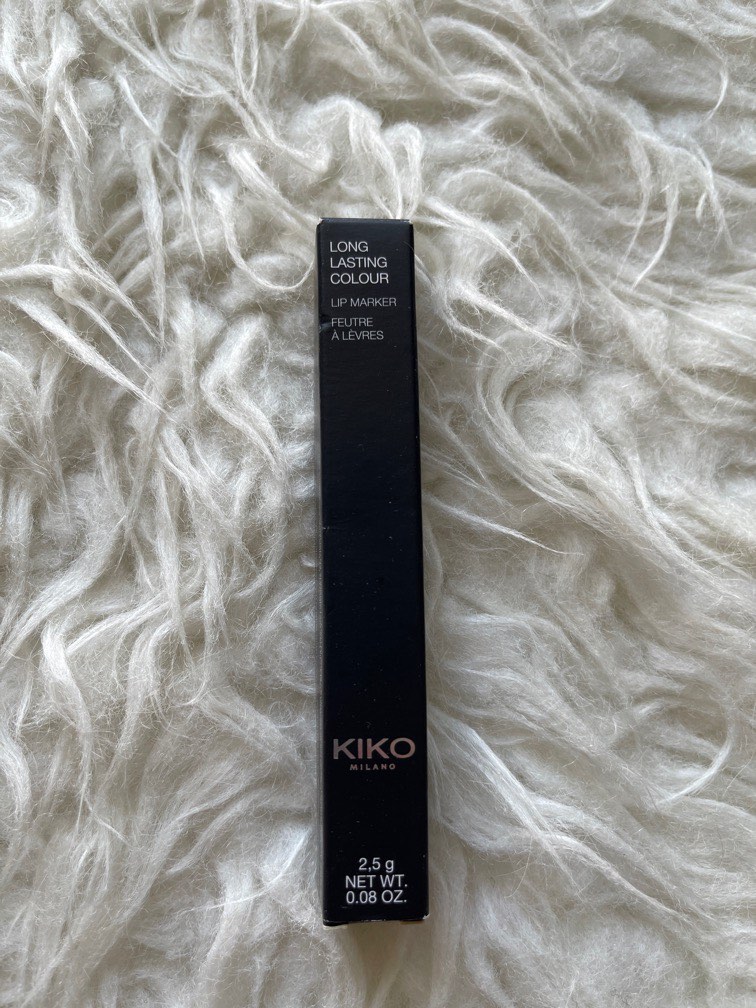 LONG
LASTING
COLOUR
LIP MARKER
FEUTRE
À LÈVRES
KIKO
MILANO
2,5 g
NET WT.
0.08 OZ.